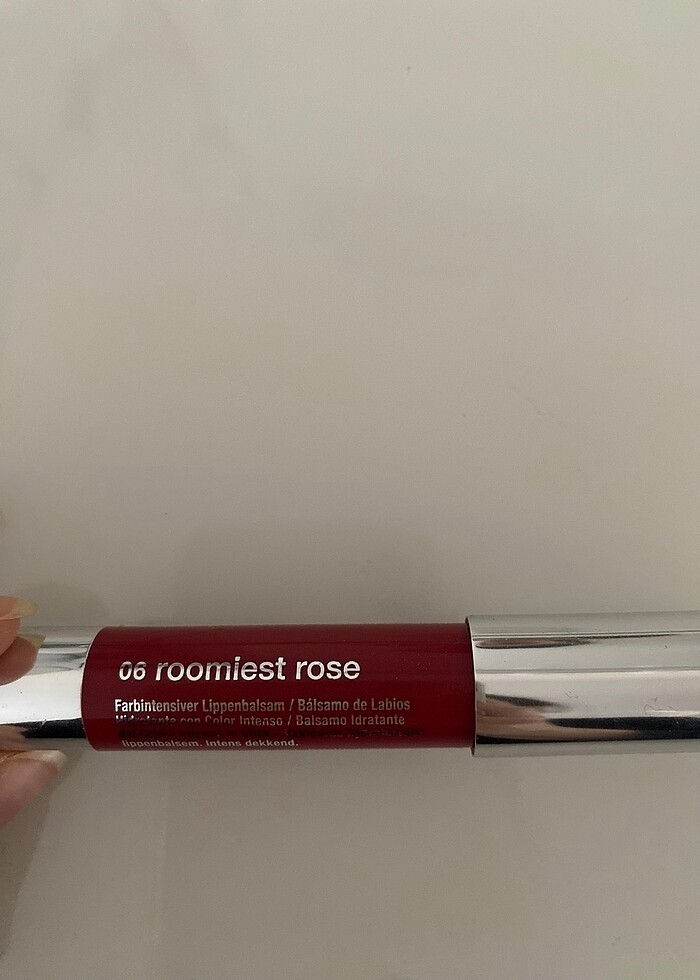 06 roomiest rose
Farbintensiver Lippenbalsam / Bálsamo de Labios
Hidratante con Color Intenso / Balsamo Idratante
lippenbalsem. Intens dekkend.